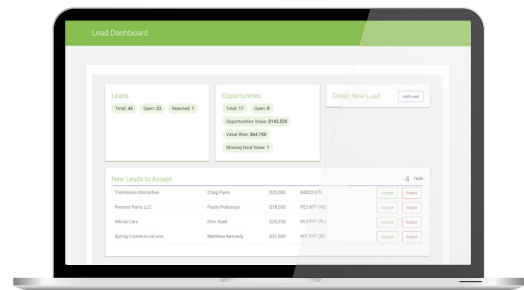 Lead Dashboard
Leads
Total: 45 Open: 23 Rejected: 1
Opportunities
Total: 17 Open: 8
Opportunities Value: $143,520
Value Won: $64,750
Missing Deal Value: 1
Create New Lead
Add Lead
New Leads to Accept
4 Hide
TreeHouse Interactive Craig Flynn $23,000 Accept Reject
Premier Parts LLC Paolo $18,500 Accept Reject
Nikola Cars Elon $28,250 Accept Reject
Spring Communications Matthew Kennedy $31,000 Accept Reject